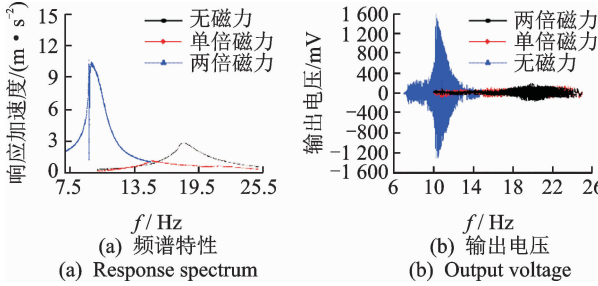 响应加速度/(m·s⁻²)
15
12
9
6
3
0
无磁力
单倍磁力
两倍磁力
7.5 13.5 19.5 25.5
f / Hz
(a) 频谱特性
(a) Response spectrum
输出电压/mV
1 600
1 200
800
400
0
-400
-800
-1 200
-1 600
两倍磁力
单倍磁力
无磁力
6 10 14 18 22 26
f / Hz
(b) 输出电压
(b) Output voltage